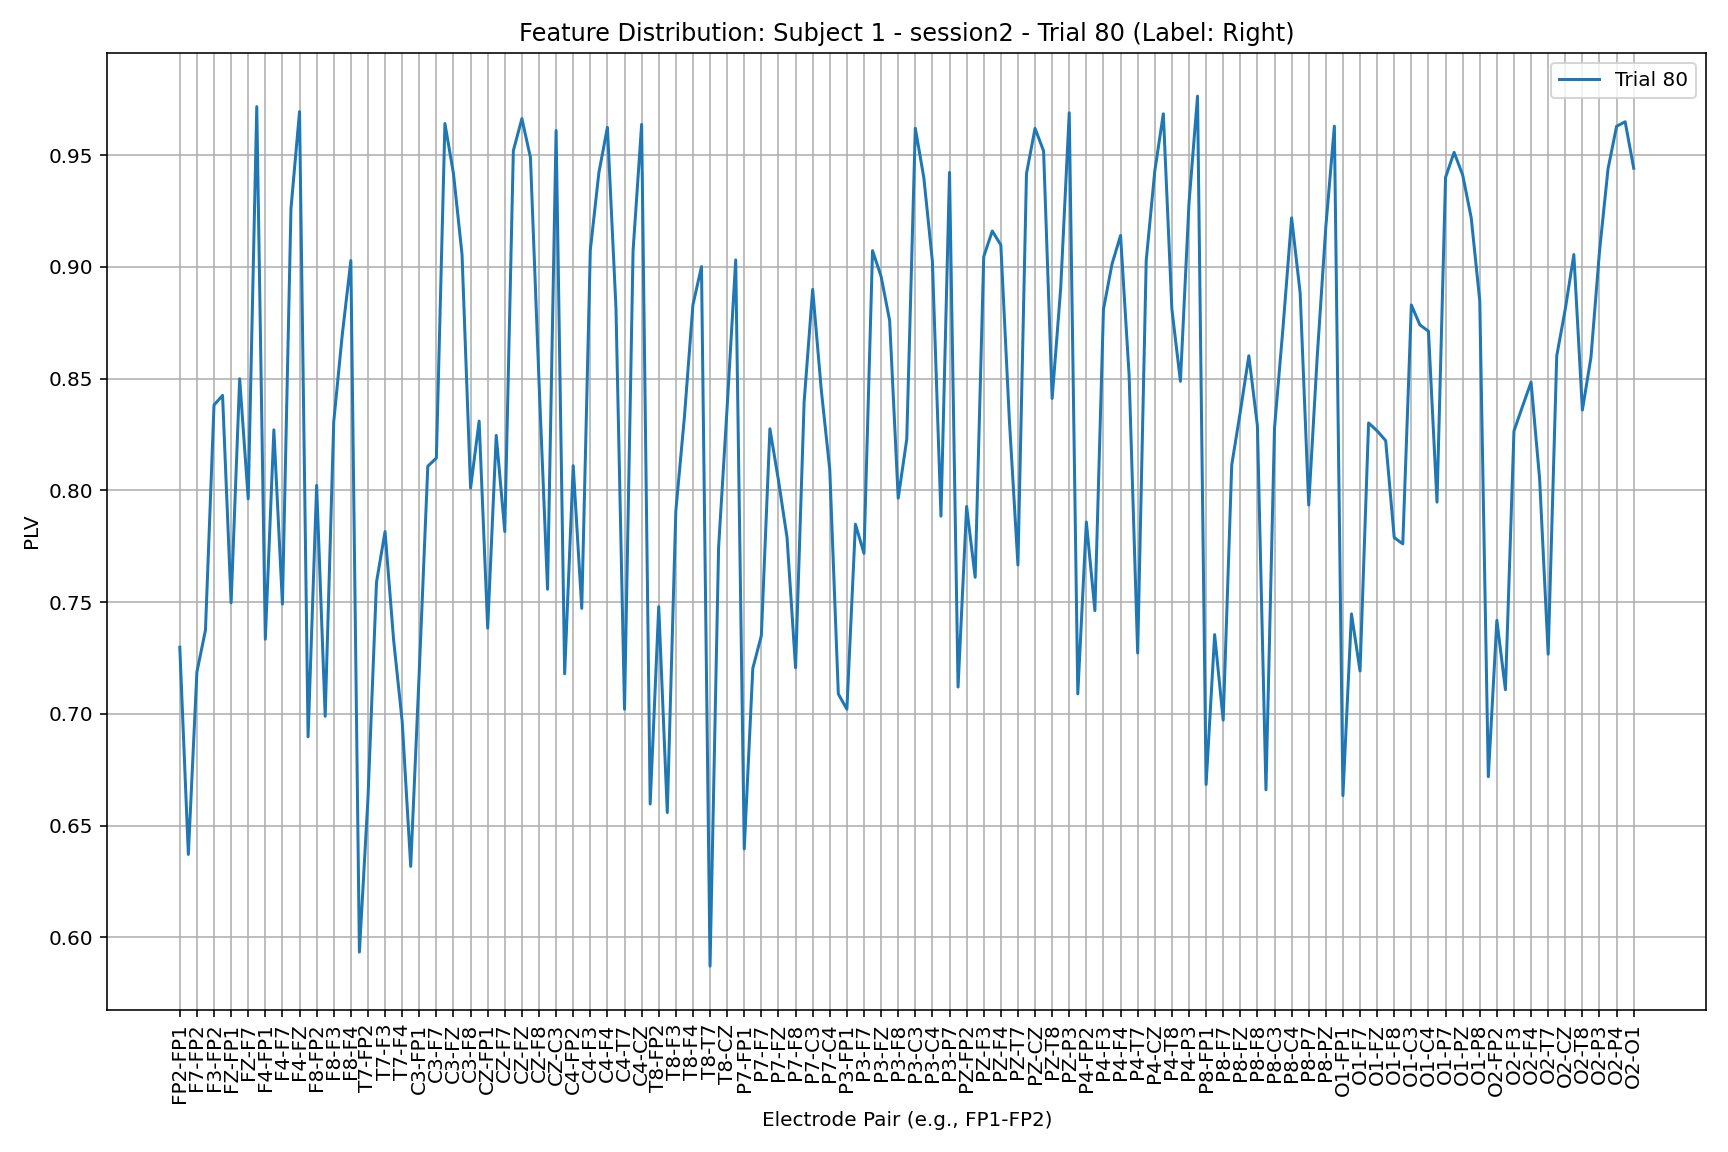 Feature Distribution: Subject 1 - session2 - Trial 80 (Label: Right)
Trial 80
PLV
0.95
0.90
0.85
0.80
0.75
0.70
0.65
0.60
FP2-FP1
F7-FP2
F3-FP2
FZ-FP1
FZ-F7
F4-FP1
F4-F7
F4-FZ
F8-FP2
F8-F3
F8-F4
T7-FP2
T7-F3
T7-F4
C3-FP1
C3-F7
C3-FZ
C3-F8
CZ-FP1
CZ-F7
CZ-FZ
CZ-F8
CZ-C3
C4-FP2
C4-F3
C4-F4
C4-T7
C4-CZ
T8-FP2
T8-F3
T8-F4
T8-T7
T8-CZ
P7-FP1
P7-F7
P7-FZ
P7-F8
P7-C3
P7-C4
P3-FP1
P3-F7
P3-FZ
P3-F8
P3-C3
P3-C4
P3-P7
PZ-FP2
PZ-F3
PZ-F4
PZ-T7
PZ-CZ
PZ-T8
PZ-P3
P4-FP2
P4-F3
P4-F4
P4-T7
P4-CZ
P4-T8
P4-P3
P8-FP1
P8-F7
P8-FZ
P8-F8
P8-C3
P8-C4
P8-P7
P8-PZ
O1-FP1
O1-F7
O1-FZ
O1-F8
O1-C3
O1-C4
O1-P7
O1-PZ
O1-P8
O2-FP2
O2-F3
O2-F4
O2-T7
O2-CZ
O2-T8
O2-P3
O2-P4
O2-O1
Electrode Pair (e.g., FP1-FP2)